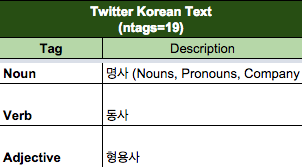 Twitter Korean Text
(ntags=19)
Tag Description
Noun 명사 (Nouns, Pronouns, Company
Verb 동사
Adjective 형용사